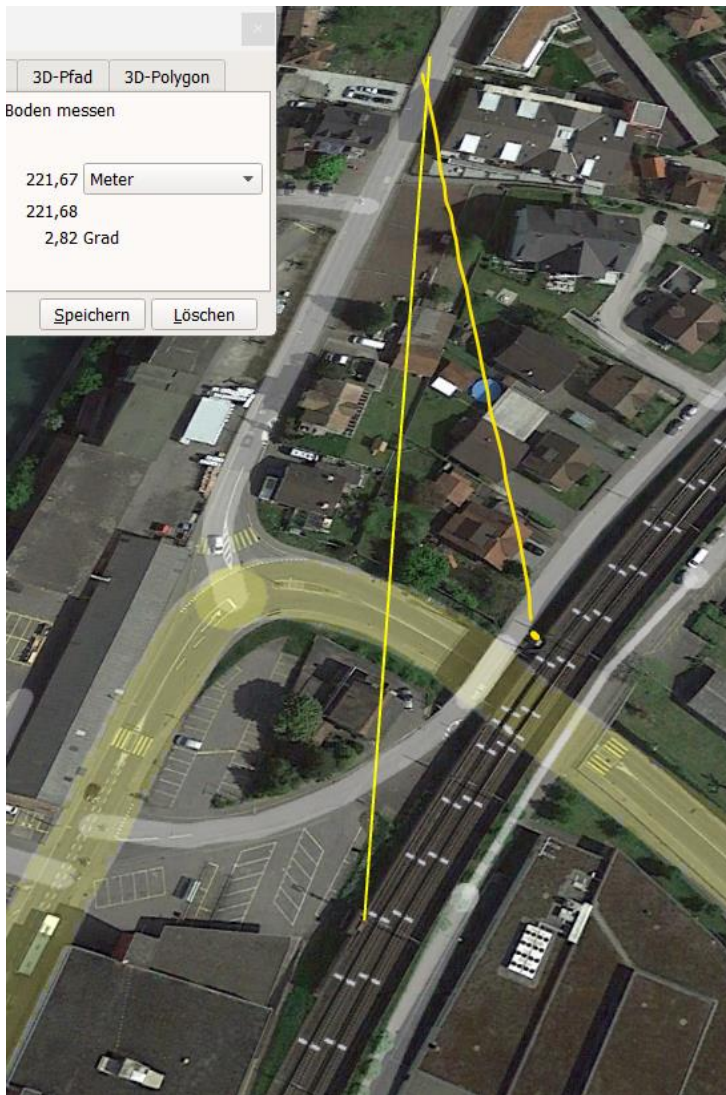 3D-Pfad 3D-Polygon
Boden messen
221,67 Meter
221,68
2,82 Grad
Speichern Löschen